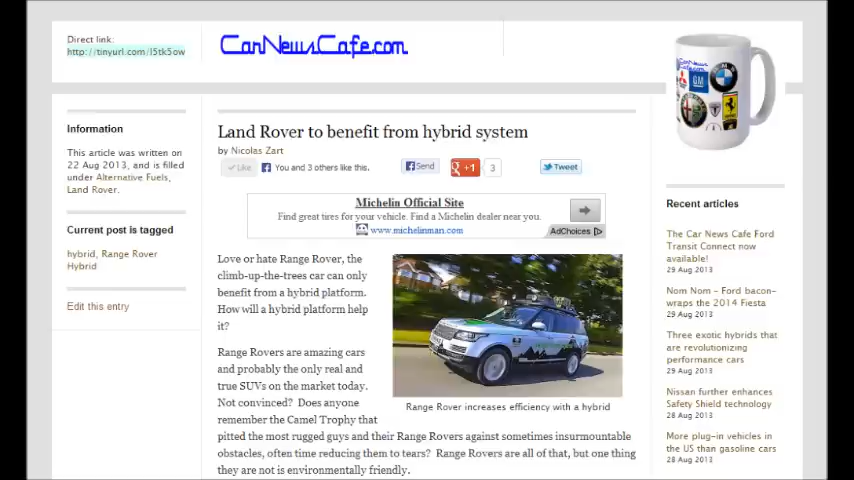 Direct link:
http://tinyurl.com/l5tk5ow
CarNewsCafe.com
Information
This article was written on
22 Aug 2013, and is filled
under Alternative Fuels,
Land Rover.
Current post is tagged
hybrid, Range Rover
Hybrid
Edit this entry
Land Rover to benefit from hybrid system
by Nicolas Zart
Like
You and 3 others like this.
Send
+1
3
Tweet
Michelin Official Site
Find great tires for your vehicle. Find a Michelin dealer near you.
www.michelinman.com
AdChoices
Love or hate Range Rover, the
climb-up-the-trees car can only
benefit from a hybrid platform.
How will a hybrid platform help
it?
Range Rover increases efficiency with a hybrid
Range Rovers are amazing cars
and probably the only real and
true SUVs on the market today.
Not convinced? Does anyone
remember the Camel Trophy that
pitted the most rugged guys and their Range Rovers against sometimes insurmountable
obstacles, often time reducing them to tears? Range Rovers are all of that, but one thing
they are not is environmentally friendly.
CarNews
Cafe.com
BMW
GM
Recent articles
The Car News Cafe Ford
Transit Connect now
available!
29 Aug 2013
Nom Nom - Ford bacon-
wraps the 2014 Fiesta
29 Aug 2013
Three exotic hybrids that
are revolutionizing
performance cars
29 Aug 2013
Nissan further enhances
Safety Shield technology
28 Aug 2013
More plug-in vehicles in
the US than gasoline cars
28 Aug 2013